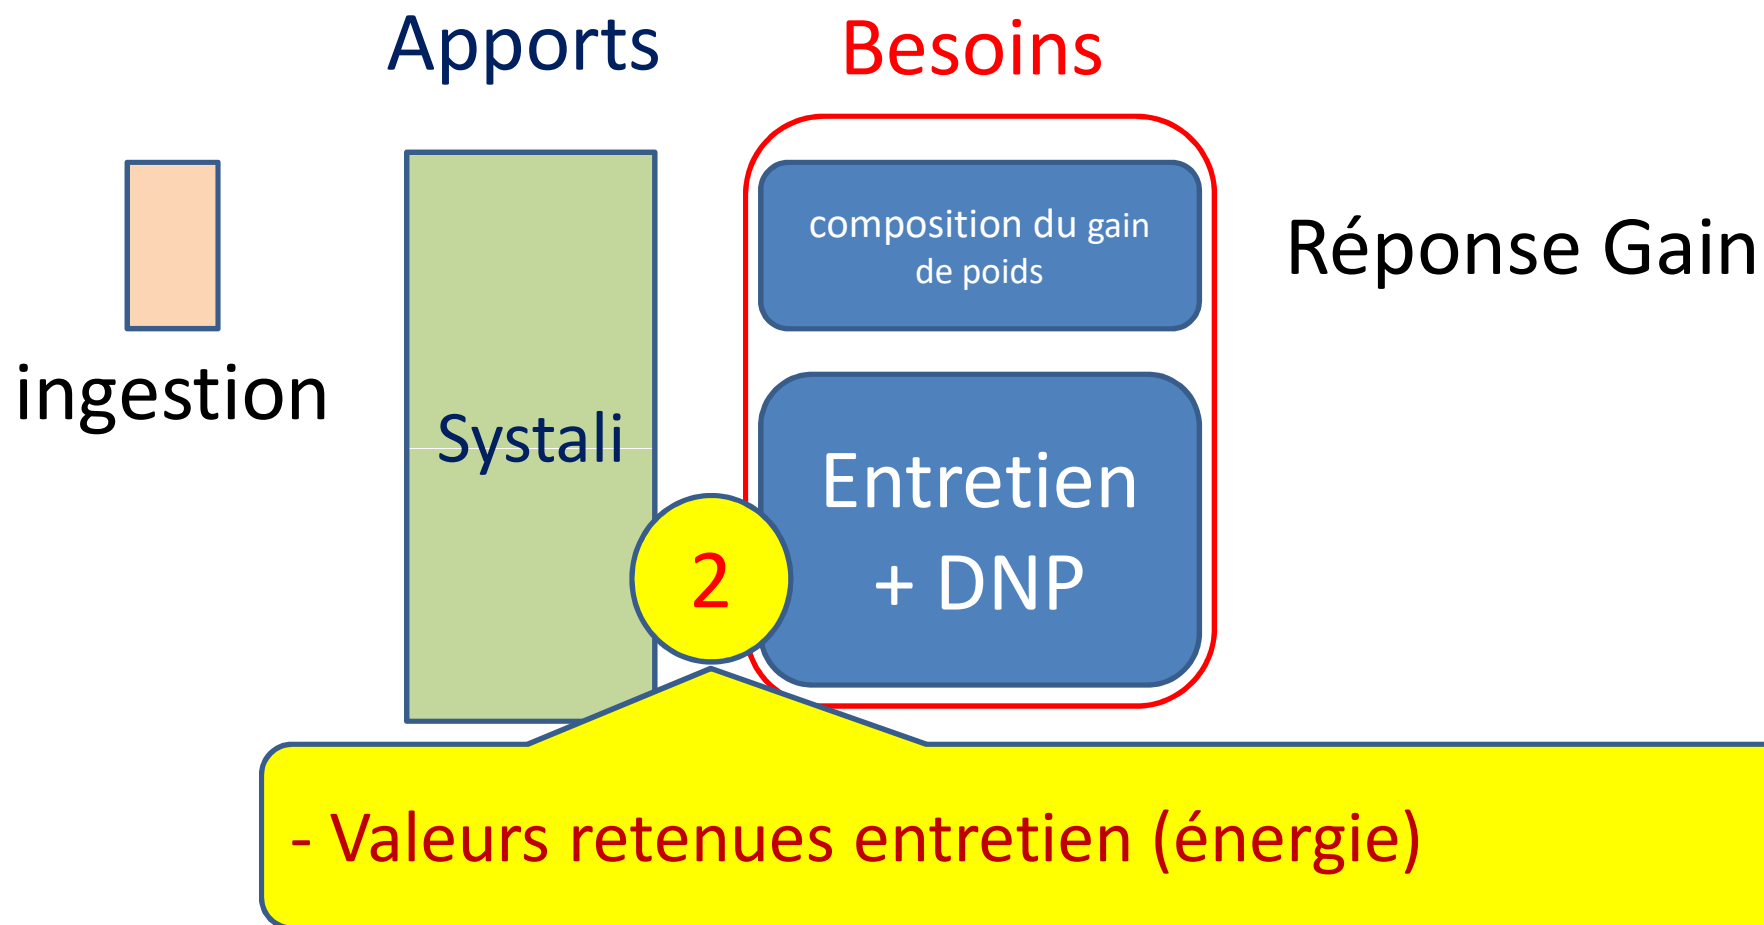 Apports
Besoins
composition du gain
de poids
Réponse Gain
ingestion
Systali
Entretien
+ DNP
2
- Valeurs retenues entretien (énergie)